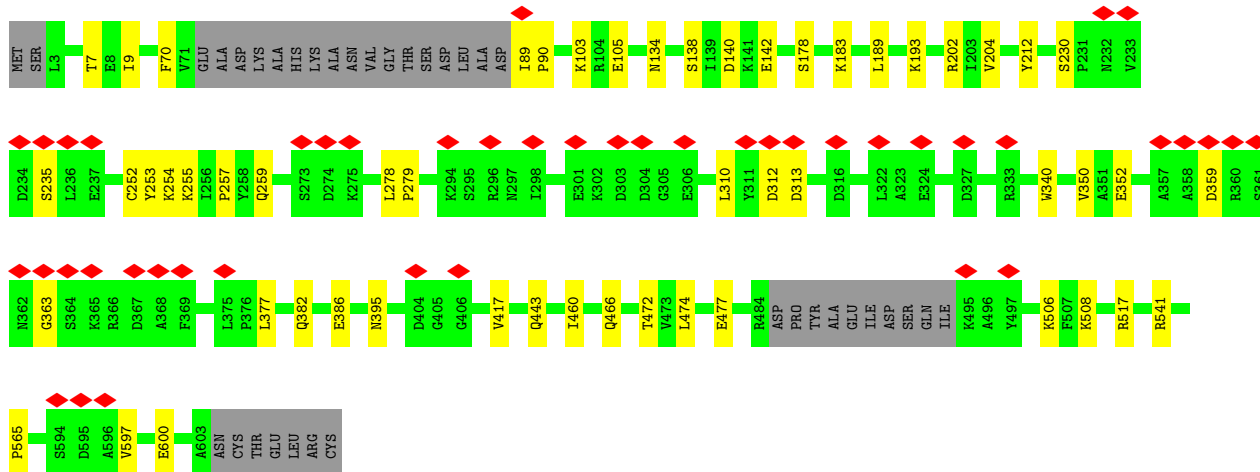 MET SER L3 T7 E8 I9 F70 V71 GLU ALA ASP LYS ALA HIS LYS ALA ASN VAL GLY THR SER ASP LEU ALA ASP I89 P90 K103 R104 E105 N134 S138 I139 D140 K141 E142 S178 K183 L189 K193 R202 I203 V204 Y212 S230 P231 N232 V233
D234 S235 L236 E237 C252 Y253 K254 K255 I256 P257 Y258 Q259 S273 D274 K275 L278 P279 K294 S295 R296 N297 I298 E301 K302 D303 D304 G305 E306 L310 Y311 D312 D313 D316 L322 A323 E324 D327 R333 W340 V350 A351 E352 A357 A358 D359 R360 S361
N362 G363 S364 K365 R366 D367 A368 F369 L375 P376 L377 Q382 E386 N395 D404 G405 G406 V417 Q443 I460 Q466 T472 V473 L474 E477 R484 ASP PRO TYR ALA GLU ILE ASP SER GLN ILE K495 A496 Y497 K506 F507 K508 R517 R541
P565 S594 D595 A596 V597 E600 A603 ASN CYS THR GLU LEU ARG CYS